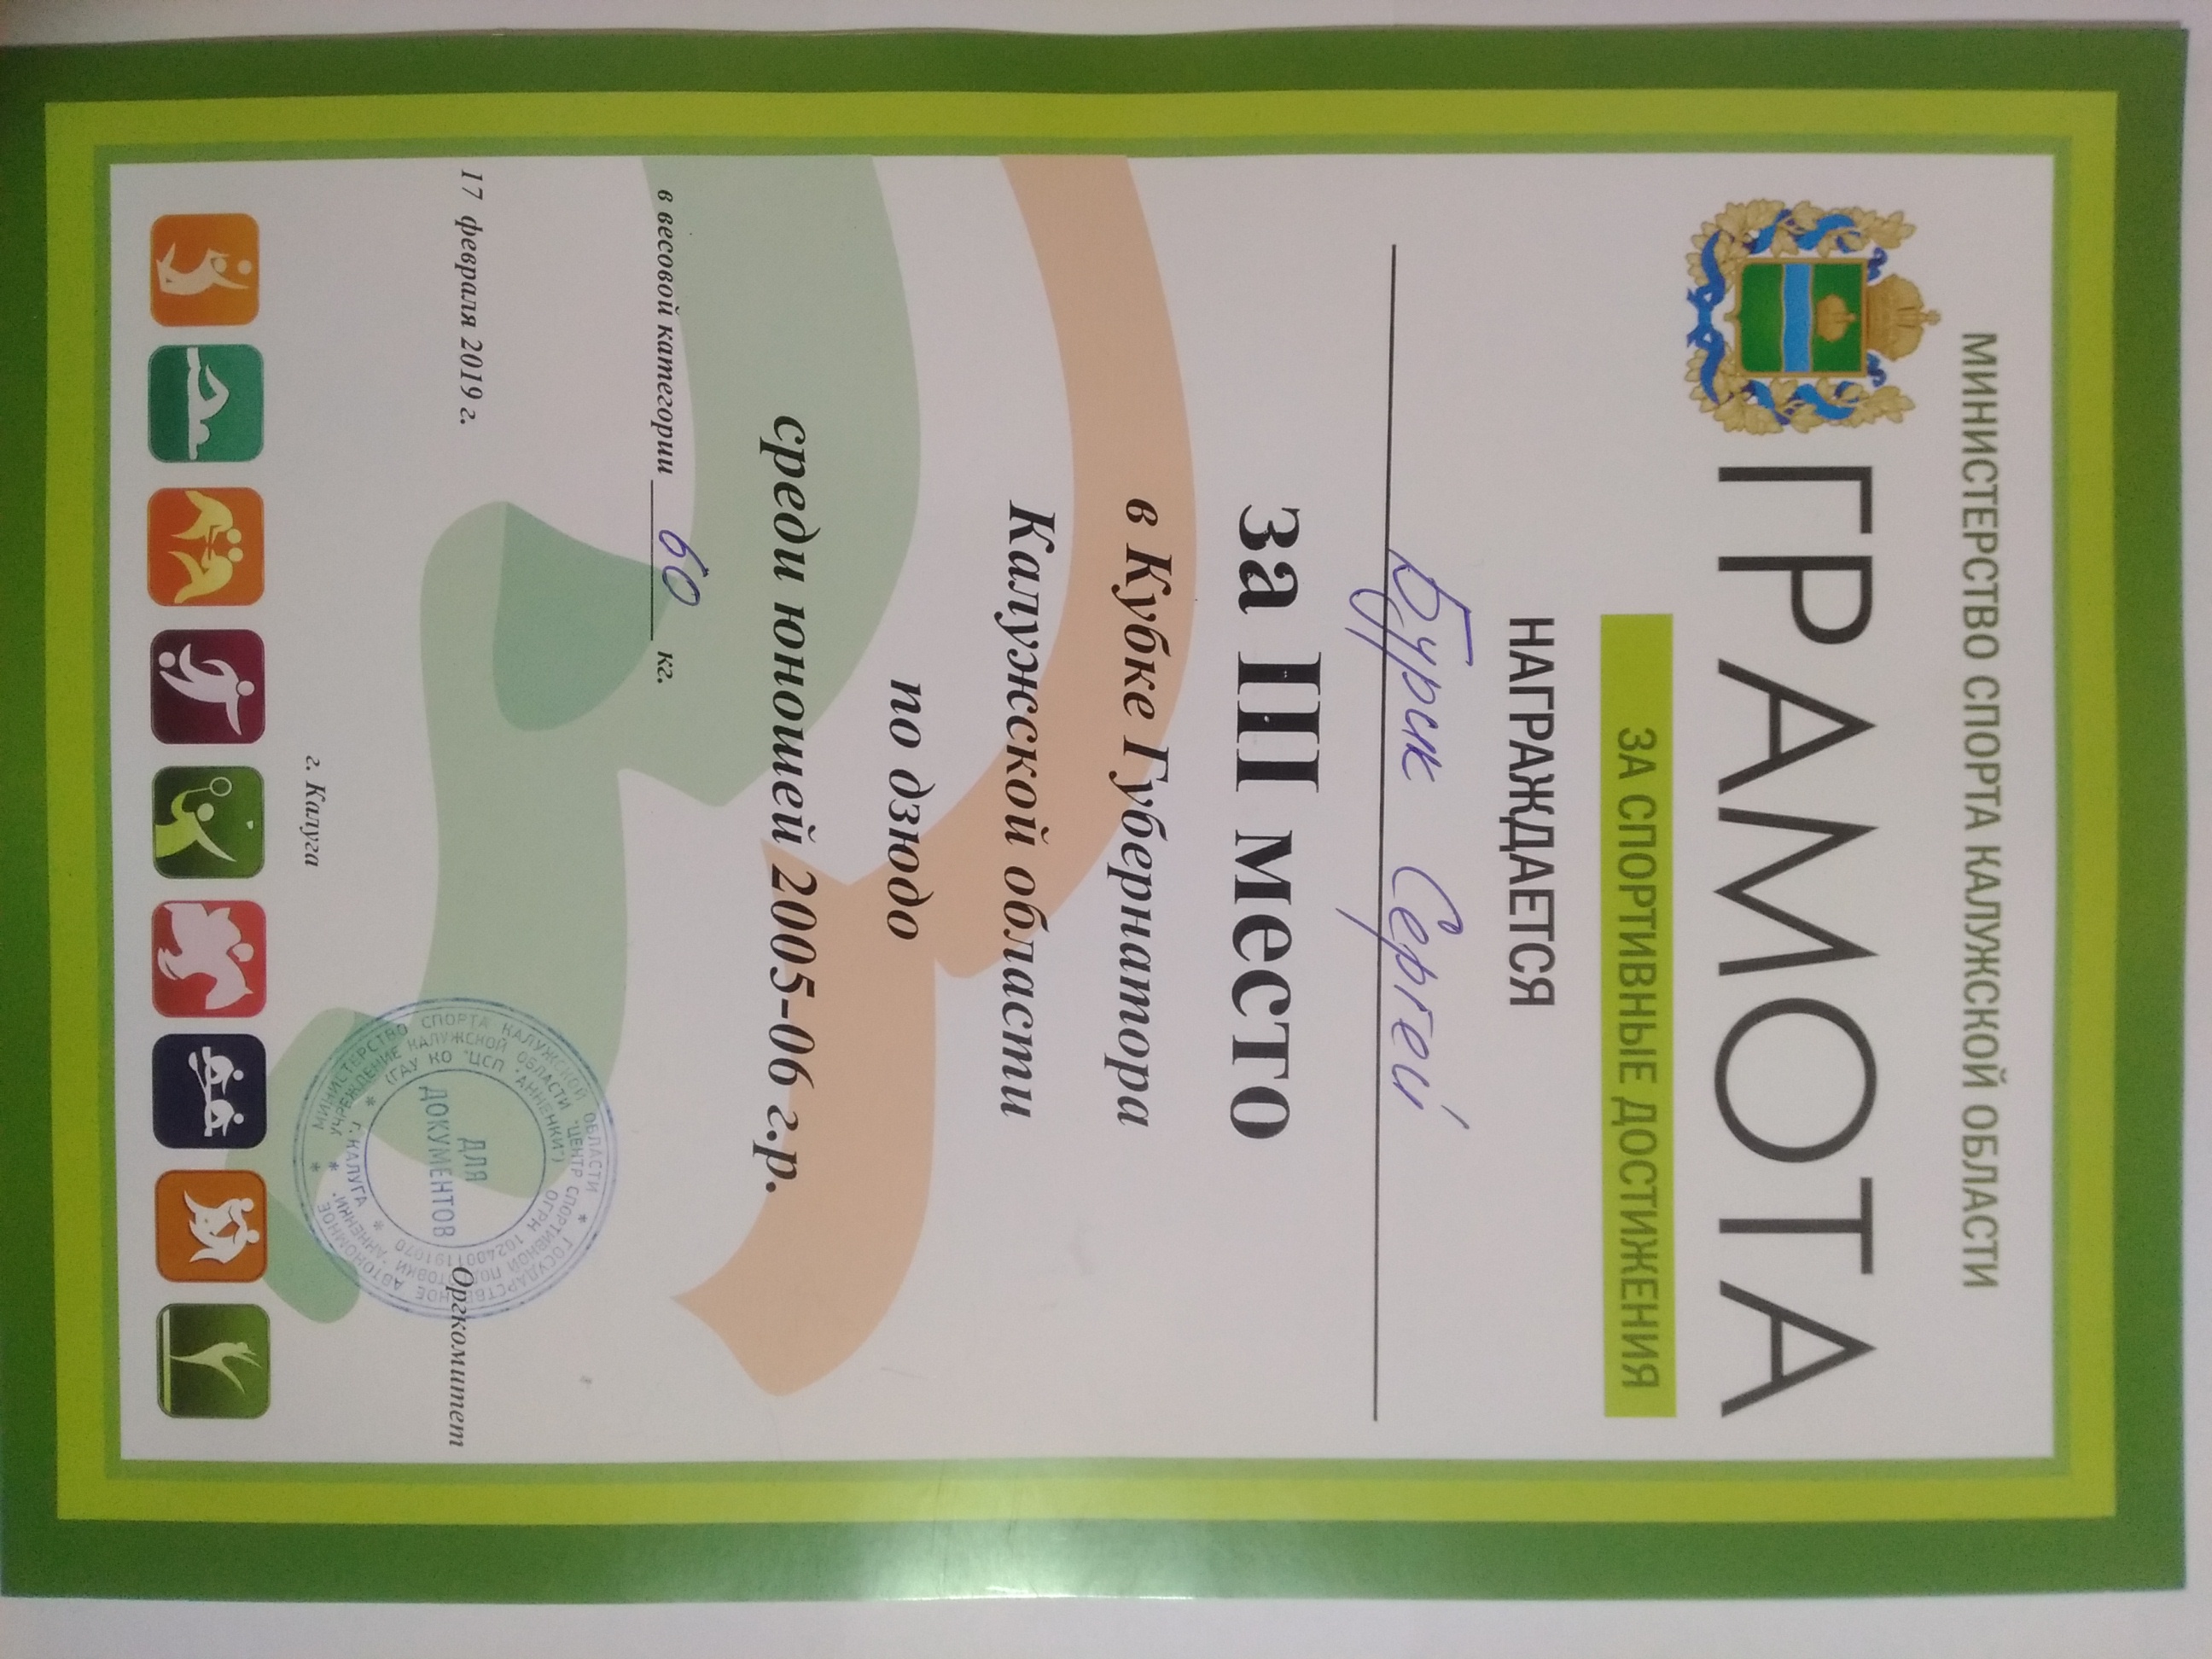 МИНИСТЕРСТВО СПОРТА КАЛУЖСКОЙ ОБЛАСТИ
ГРАМОТА
ЗА СПОРТИВНЫЕ ДОСТИЖЕНИЯ
НАГРАЖДАЕТСЯ
Бурик Сергей
за III место
в Кубке Губернатора
Калужской области
по дзюдо
среди юношей 2005-06 г.р.
в весовой категории 60 кг.
17 февраля 2019 г.
Оргкомитет
МИНИСТЕРСТВО СПОРТА КАЛУЖСКОЙ ОБЛАСТИ * ГОСУДАРСТВЕННОЕ АВТОНОМНОЕ *
УЧРЕЖДЕНИЕ КАЛУЖСКОЙ ОБЛАСТИ "ЦЕНТР СПОРТИВНОЙ ПОДГОТОВКИ "АННЕНКИ" *
(ГАУ КО "ЦСП "АННЕНКИ") ОГРН 1024001191070 * Г. КАЛУГА *
ДЛЯ
ДОКУМЕНТОВ
г. Калуга